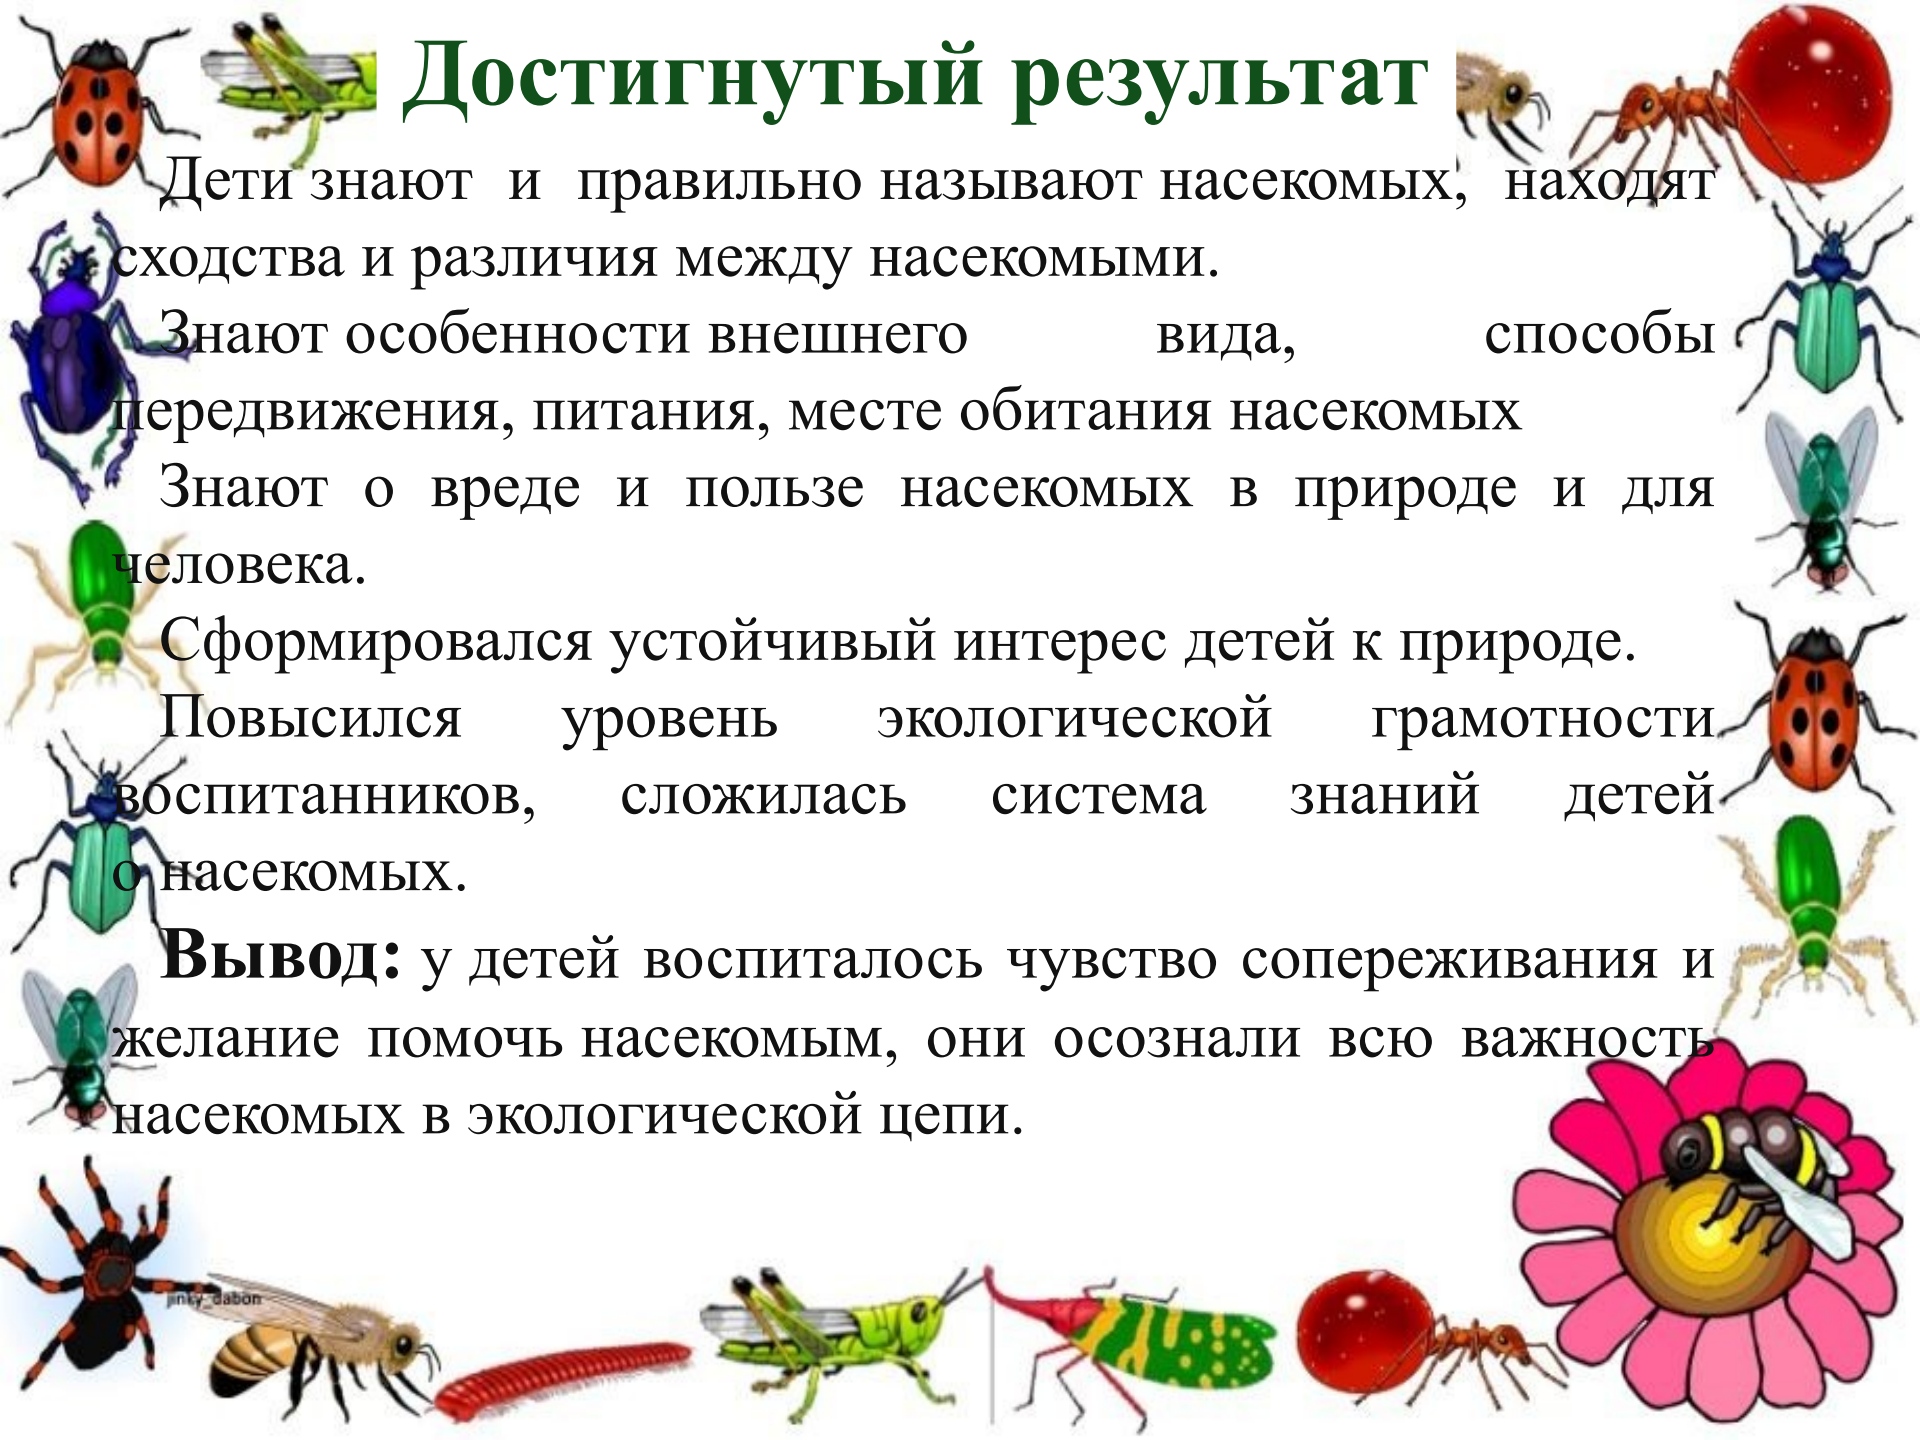 Достигнутый результат
Дети знают и правильно называют насекомых, находят
сходства и различия между насекомыми.
Знают особенности внешнего вида, способы
передвижения, питания, месте обитания насекомых
Знают о вреде и пользе насекомых в природе и для
человека.
Сформировался устойчивый интерес детей к природе.
Повысился уровень экологической грамотности
воспитанников, сложилась система знаний детей
о насекомых.
Вывод: у детей воспиталось чувство сопереживания и
желание помочь насекомым, они осознали всю важность
насекомых в экологической цепи.
jinky_dabon